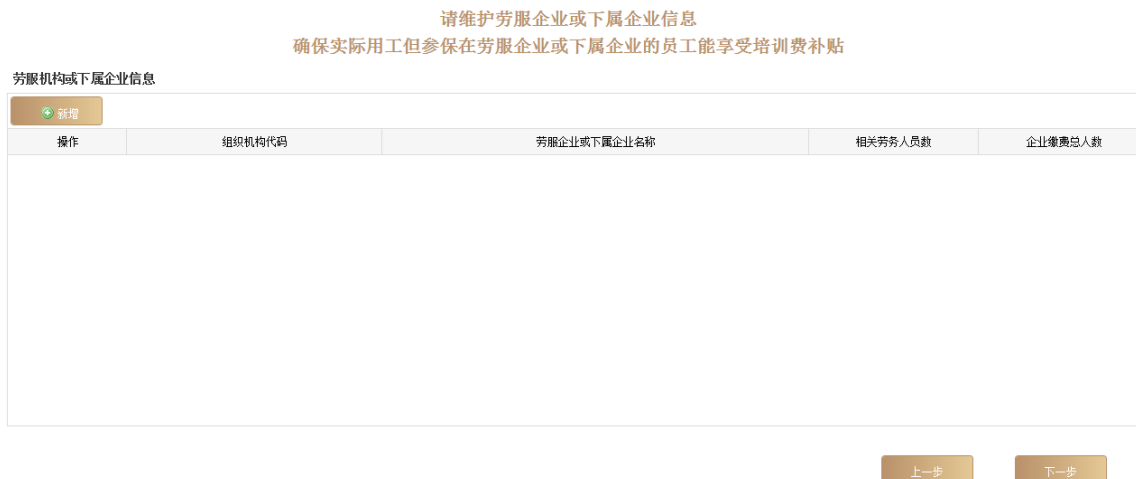 请维护劳服企业或下属企业信息
确保实际用工但参保在劳服企业或下属企业的员工能享受培训费补贴
劳服机构或下属企业信息
新增
操作 组织机构代码 劳服企业或下属企业名称 相关劳务人员数 企业缴费总人数
上一步 下一步